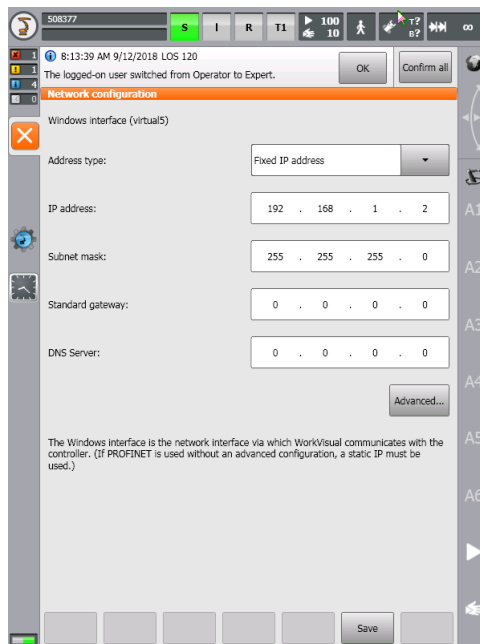 508377
S
I
R
T1
100
10
T?
B?
∞
1
1
4
0
8:13:39 AM 9/12/2018 LOS 120
The logged-on user switched from Operator to Expert.
OK
Confirm all
Network configuration
Windows interface (virtual5)
Address type:
Fixed IP address
IP address:
192 . 168 . 1 . 2
Subnet mask:
255 . 255 . 255 . 0
Standard gateway:
0 . 0 . 0 . 0
DNS Server:
0 . 0 . 0 . 0
Advanced...
The Windows interface is the network interface via which WorkVisual communicates with the
controller. (If PROFINET is used without an advanced configuration, a static IP must be
used.)
Save
A1
A2
A3
A4
A5
A6